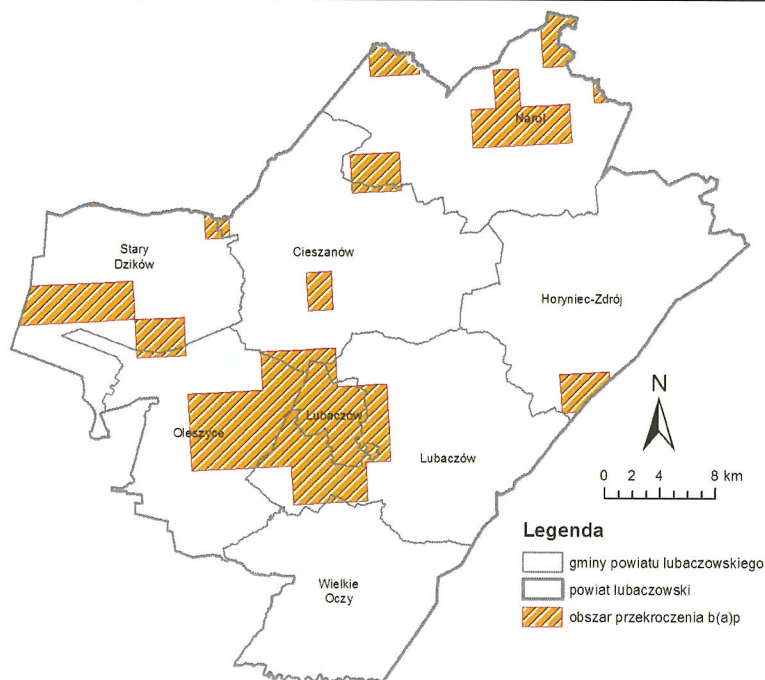 Narol
Stary
Dzików
Cieszanów
Horyniec-Zdrój
Oleszyce
Lubaczów
Lubaczów
Wielkie
Oczy
N
0 2 4 8 km
Legenda
gminy powiatu lubaczowskiego
powiat lubaczowski
obszar przekroczenia b(a)p